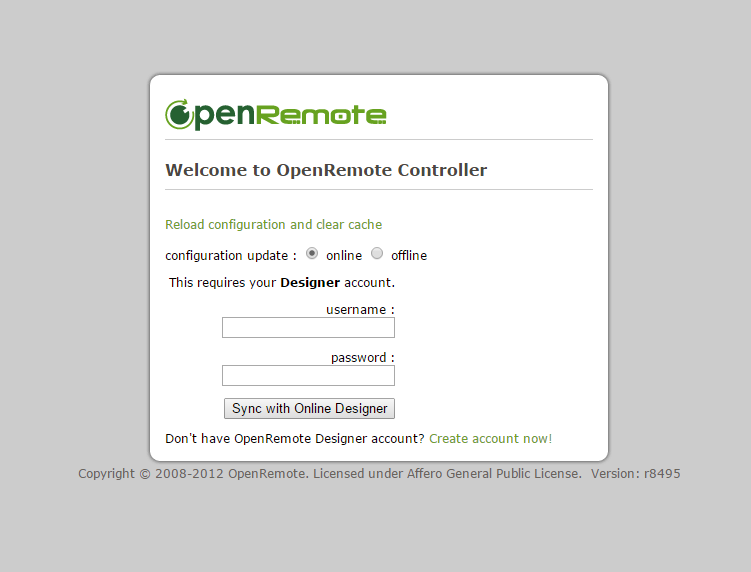 OpenRemote
Welcome to OpenRemote Controller
Reload configuration and clear cache
configuration update : online offline
This requires your Designer account.
username :
password :
Sync with Online Designer
Don't have OpenRemote Designer account? Create account now!
Copyright © 2008-2012 OpenRemote. Licensed under Affero General Public License. Version: r8495